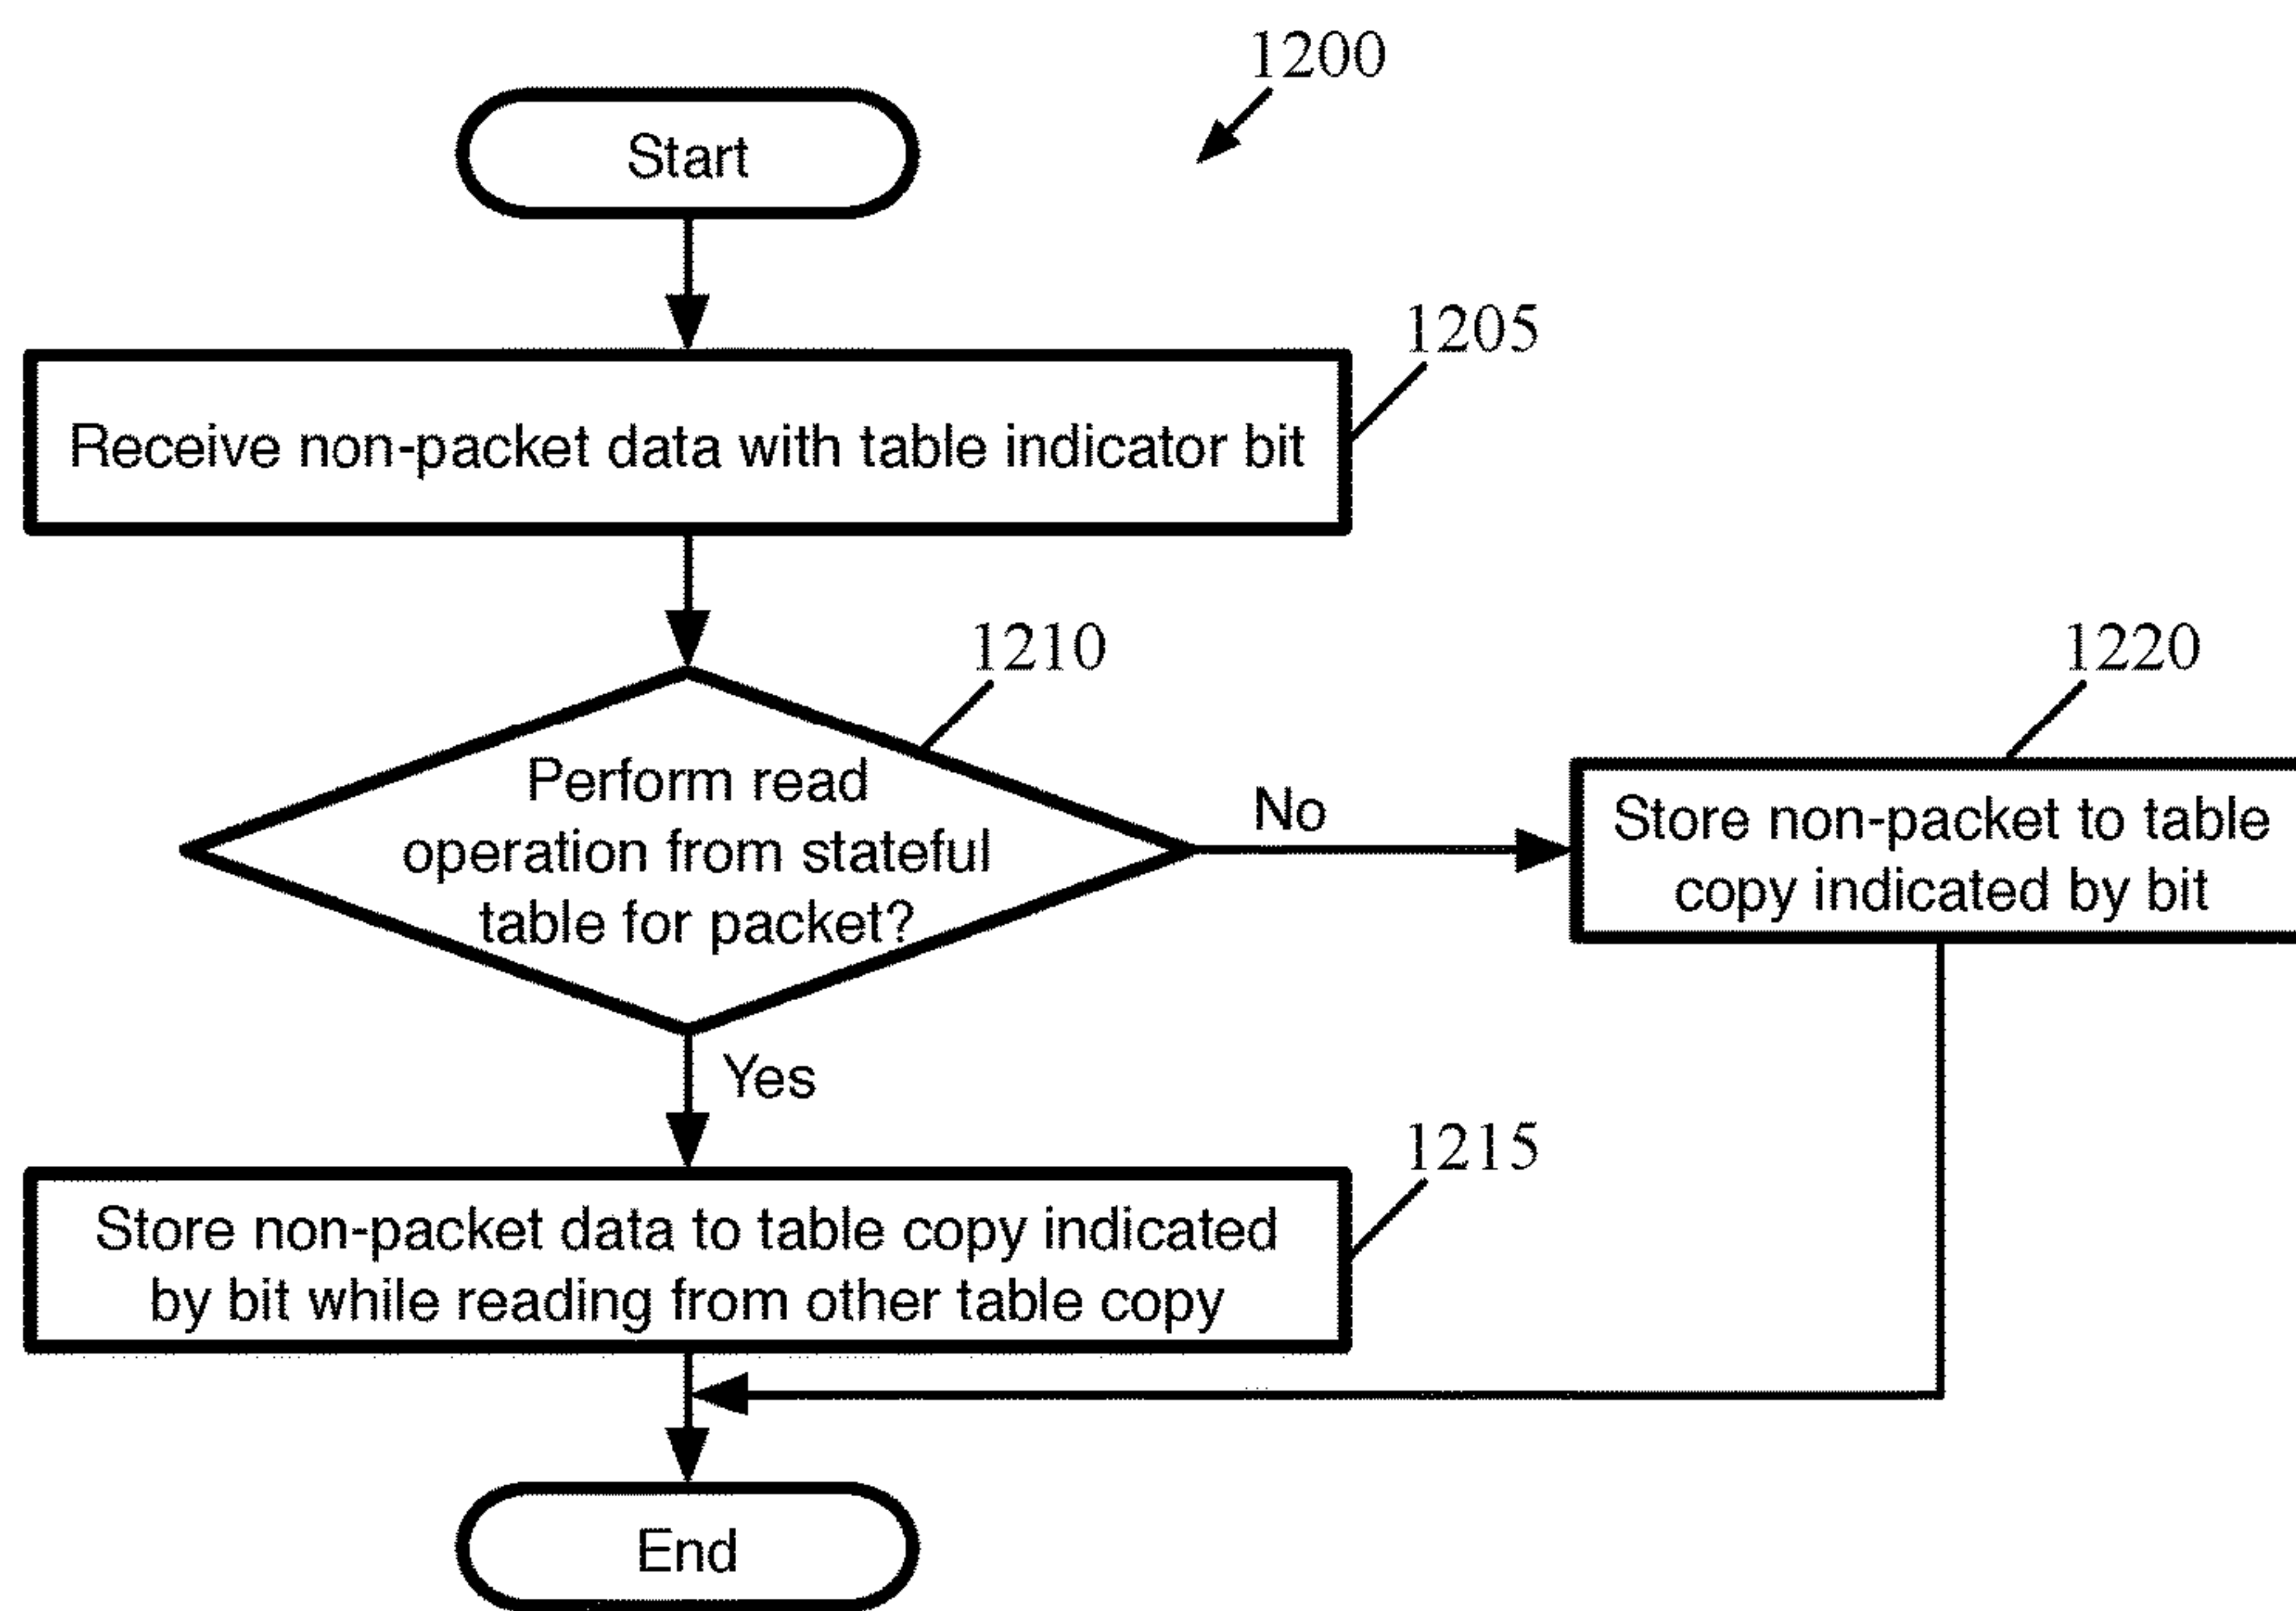 1200
Start
1205
Receive non-packet data with table indicator bit
1210
1220
Perform read
operation from stateful
table for packet?
No
Store non-packet to table
copy indicated by bit
Yes
1215
Store non-packet data to table copy indicated
by bit while reading from other table copy
End